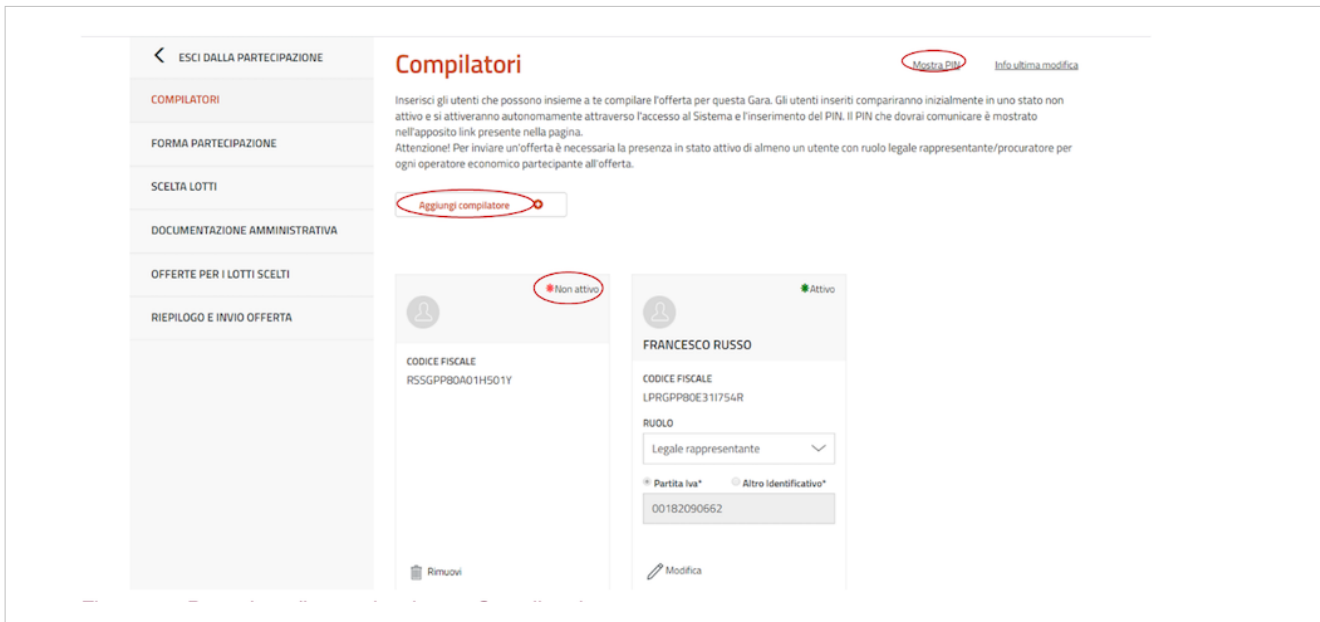 ESCI DALLA PARTECIPAZIONE
COMPILATORI
FORMA PARTECIPAZIONE
SCELTA LOTTI
DOCUMENTAZIONE AMMINISTRATIVA
OFFERTE PER I LOTTI SCELTI
RIEPILOGO E INVIO OFFERTA
Compilatori
Mostra PIN
Info ultima modifica
Inserisci gli utenti che possono insieme a te compilare l'offerta per questa Gara. Gli utenti inseriti compariranno inizialmente in uno stato non
attivo e si attiveranno autonomamente attraverso l'accesso al Sistema e l'inserimento del PIN. Il PIN che dovrai comunicare è mostrato
nell'apposito link presente nella pagina.
Attenzione! Per inviare un'offerta è necessaria la presenza in stato attivo di almeno un utente con ruolo legale rappresentante/procuratore per
ogni operatore economico partecipante all'offerta.
Aggiungi compilatore
Non attivo
CODICE FISCALE
RSSGPP80A01H501Y
Rimuovi
Attivo
FRANCESCO RUSSO
CODICE FISCALE
LPRGPP80E31I754R
RUOLO
Legale rappresentante
Partita Iva* Altro Identificativo*
00182090662
Modifica